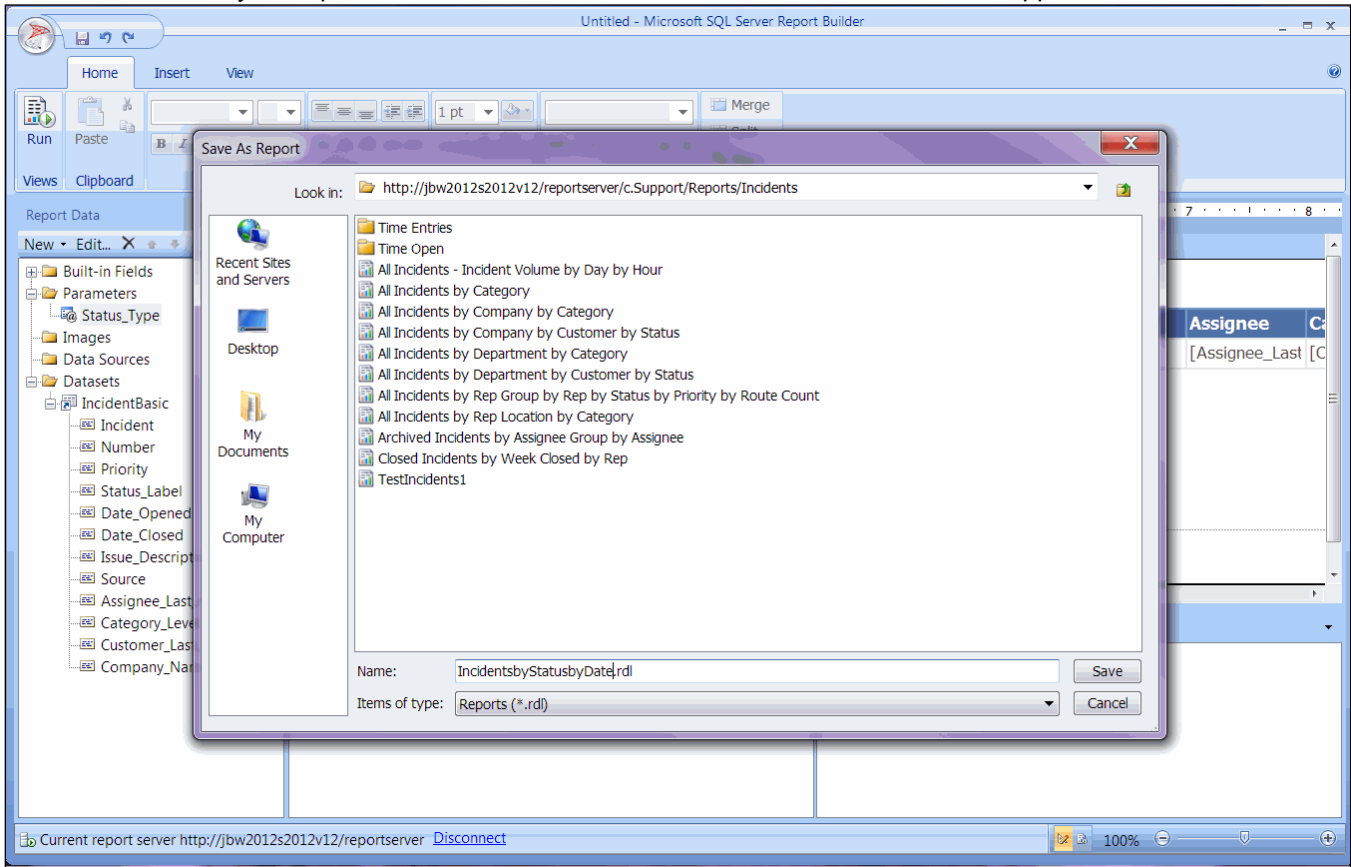 Untitled - Microsoft SQL Server Report Builder
Home Insert View
1 pt
Merge
Run Paste
B I
Views Clipboard
Save As Report
Look in: http://jbw2012s2012v12/reportserver/c.Support/Reports/Incidents
Report Data
New Edit...
Built-in Fields
Parameters
Status_Type
Images
Data Sources
Datasets
IncidentBasic
Incident
Number
Priority
Status_Label
Date_Opened
Date_Closed
Issue_Descript
Source
Assignee_Last
Category_Leve
Customer_Last
Company_Nar
Recent Sites
and Servers
Desktop
My
Documents
My
Computer
Time Entries
Time Open
All Incidents - Incident Volume by Day by Hour
All Incidents by Category
All Incidents by Company by Category
All Incidents by Company by Customer by Status
All Incidents by Department by Category
All Incidents by Department by Customer by Status
All Incidents by Rep Group by Rep by Status by Priority by Route Count
All Incidents by Rep Location by Category
Archived Incidents by Assignee Group by Assignee
Closed Incidents by Week Closed by Rep
TestIncidents1
Name: IncidentsbyStatusbyDate.rdl Save
Items of type: Reports (*.rdl) Cancel
7 8
Assignee Ca
[Assignee_Last [C
Current report server http://jbw2012s2012v12/reportserver Disconnect
100%